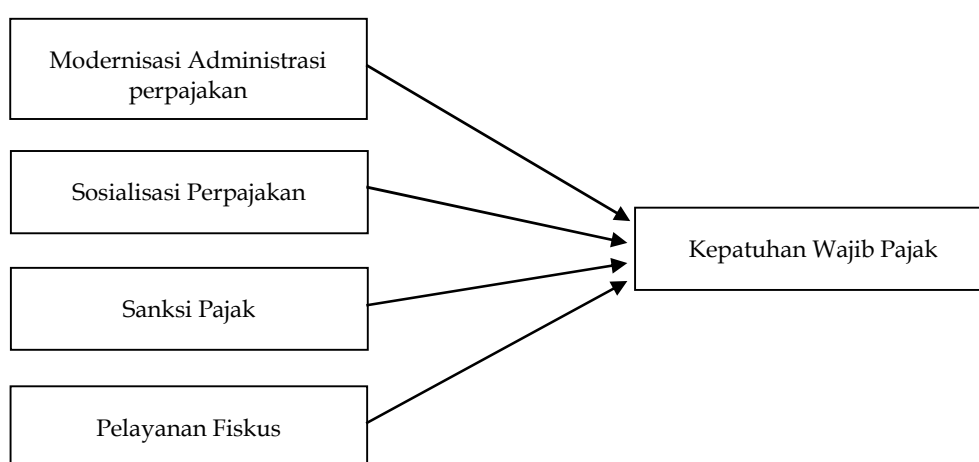 Modernisasi Administrasi
perpajakan
Sosialisasi Perpajakan
Kepatuhan Wajib Pajak
Sanksi Pajak
Pelayanan Fiskus